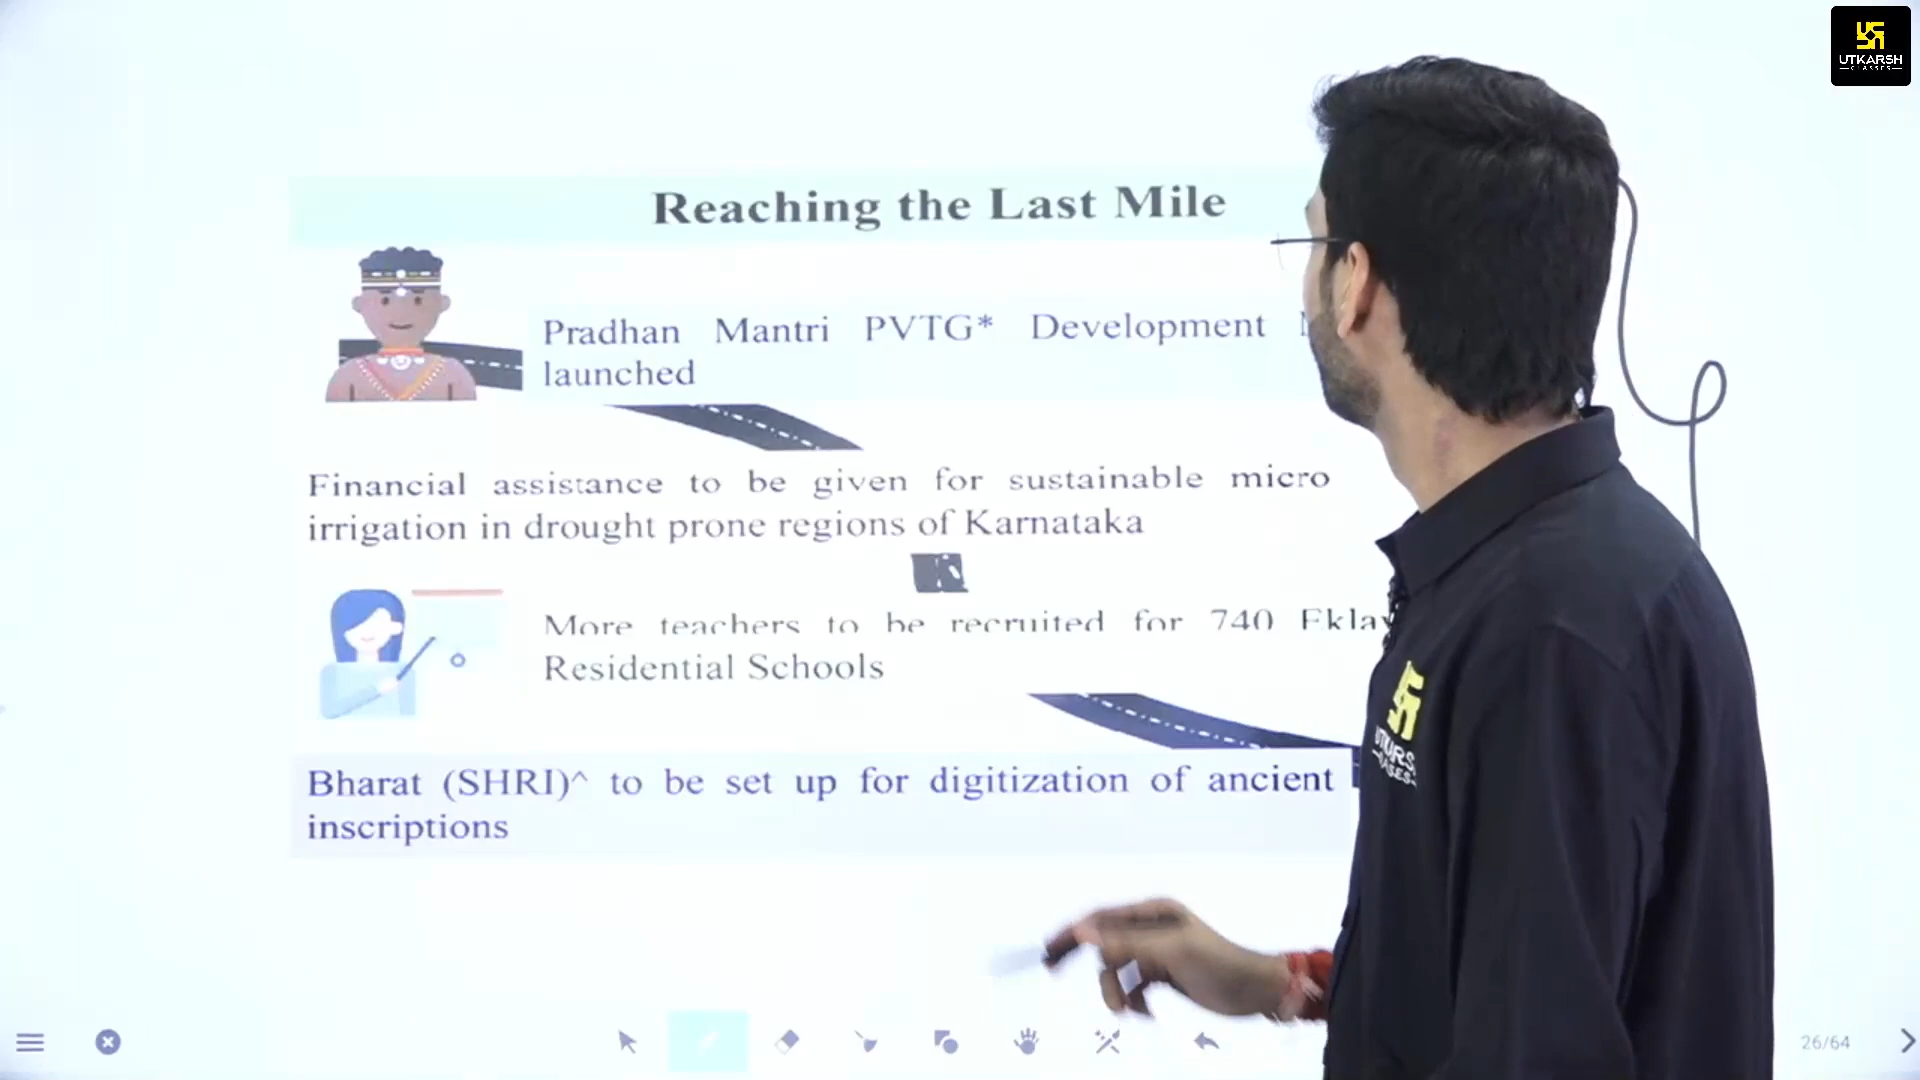 UTKARSH
CLASSES
Reaching the Last Mile
Pradhan Mantri PVTG* Development
launched
Financial assistance to be given for sustainable micro
irrigation in drought prone regions of Karnataka
More teachers to be recruited for 740
Residential Schools
Bharat (SHRI)^ to be set up for digitization of ancient
inscriptions
26/64